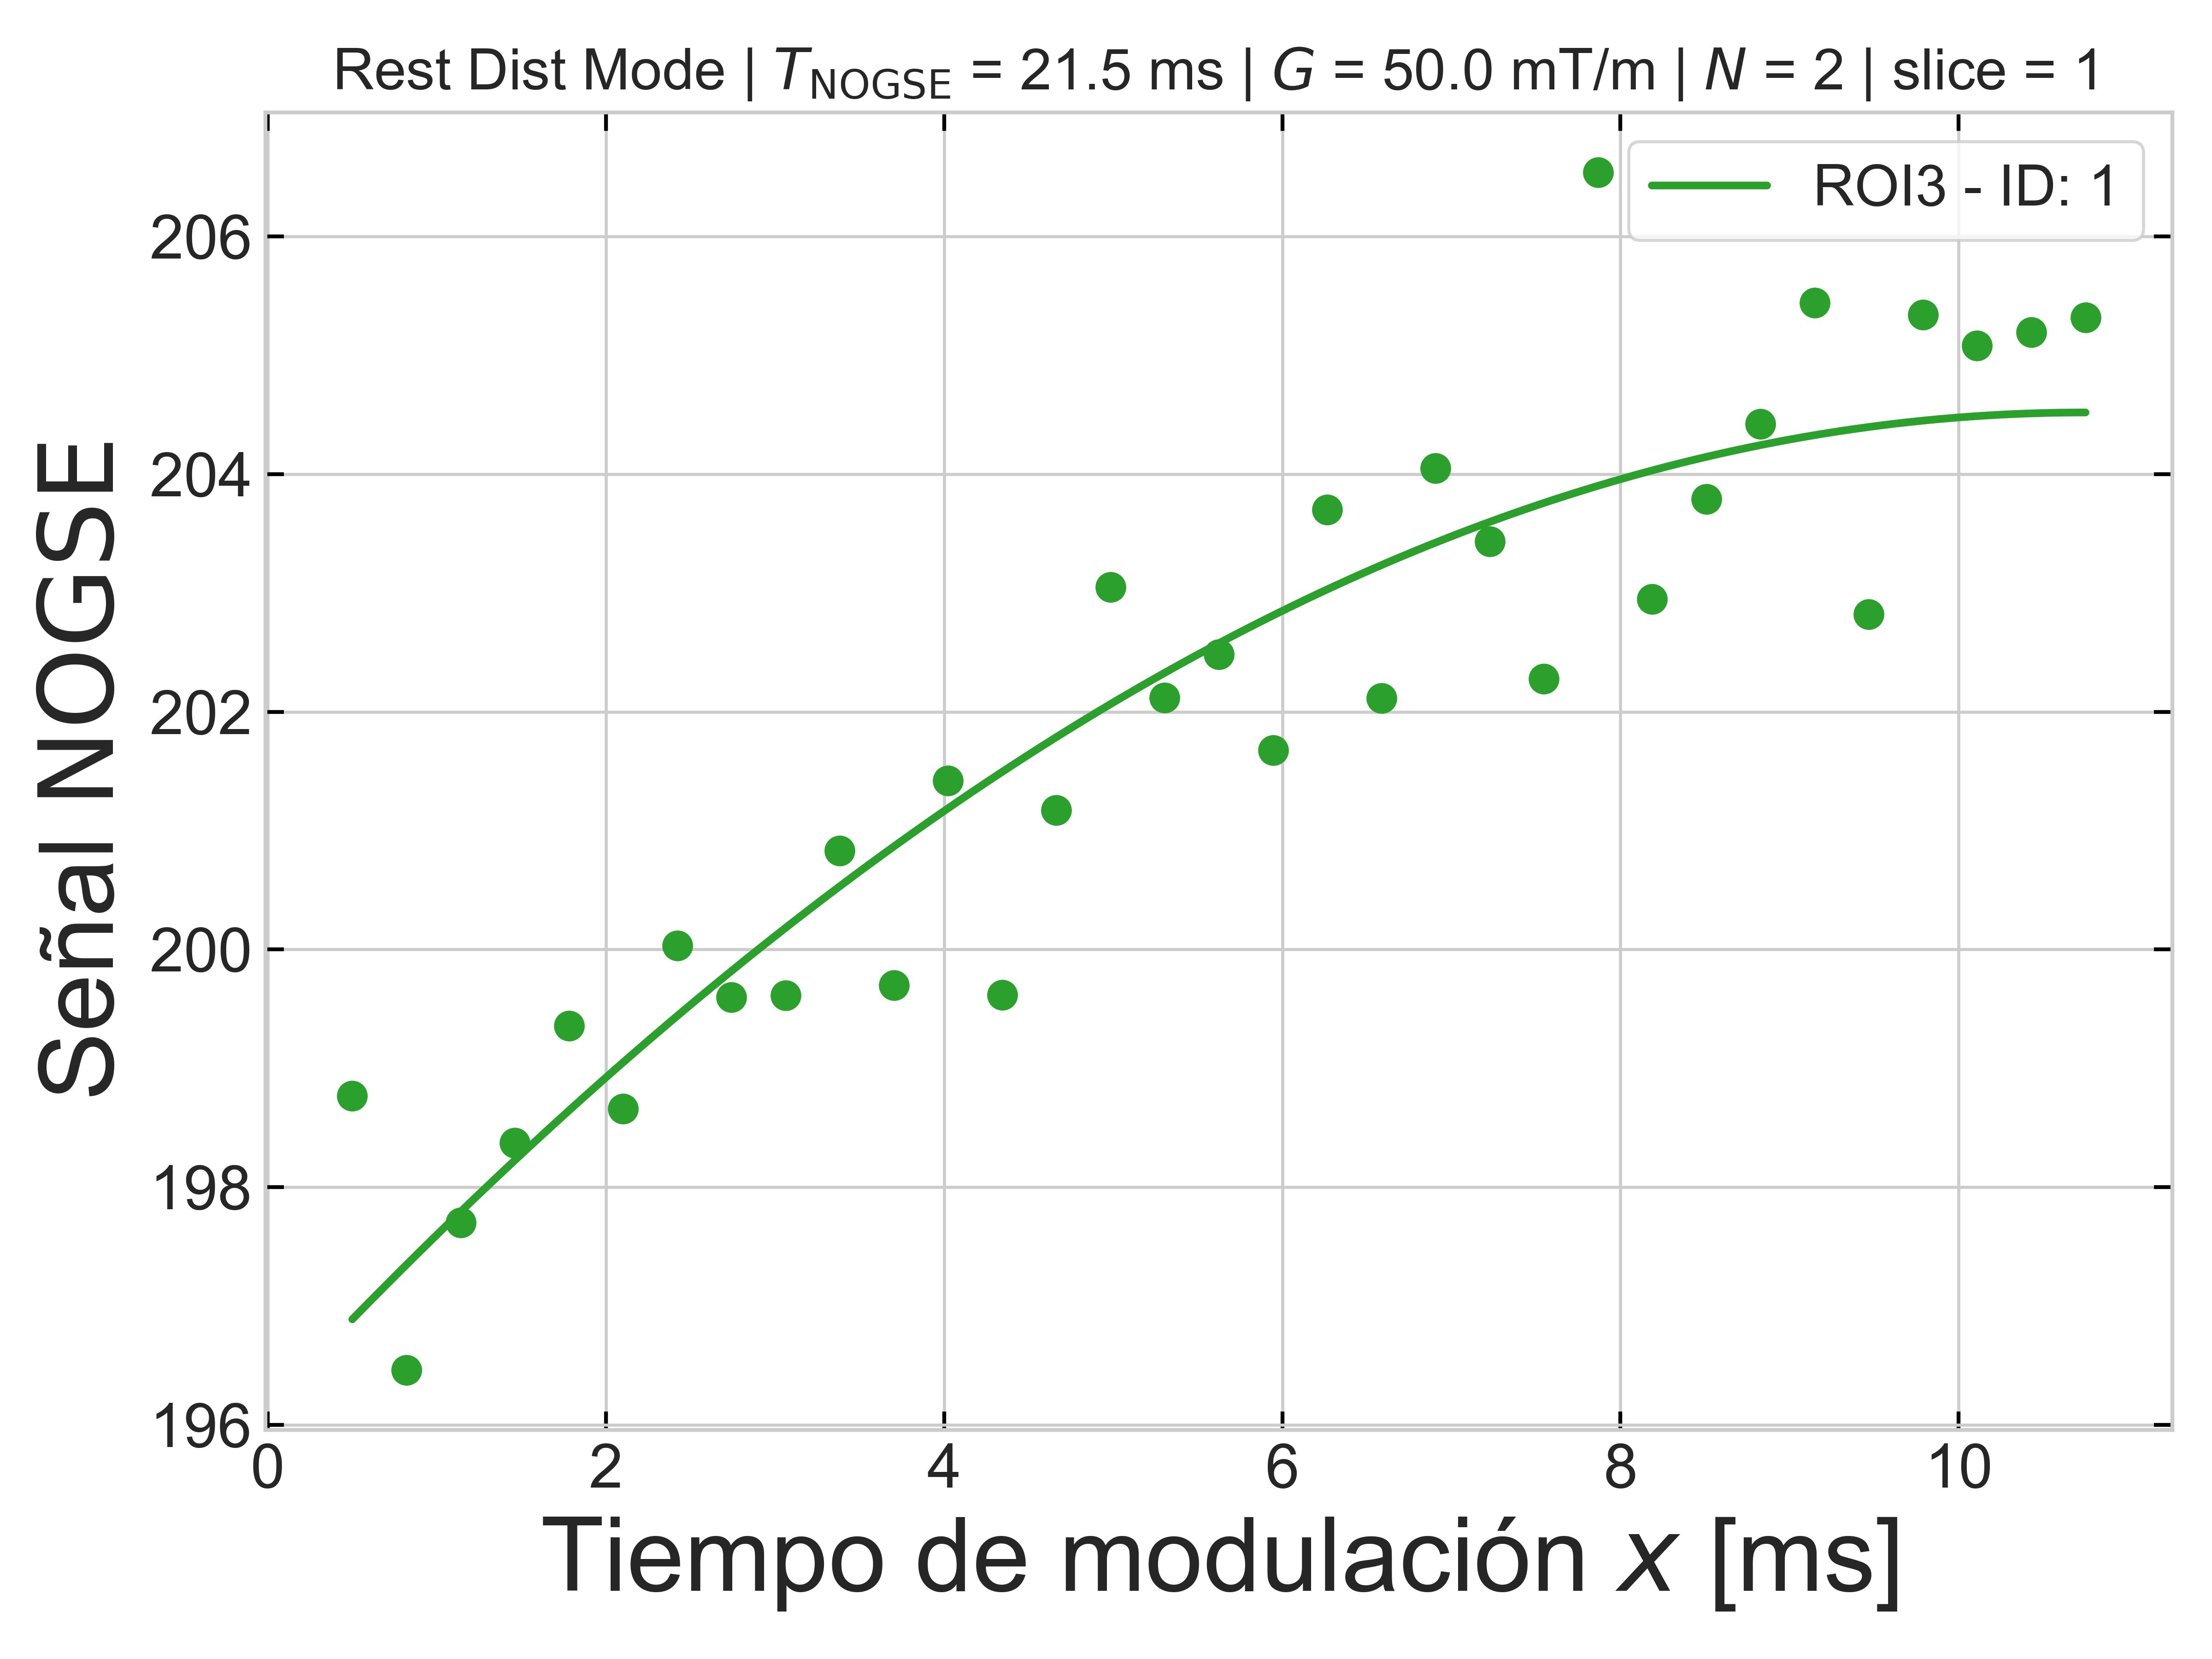 Rest Dist Mode | T_NOGSE = 21.5 ms | G = 50.0 mT/m | N = 2 | slice = 1
ROI3 - ID: 1
206
204
202
200
198
196
Señal NOGSE
0 2 4 6 8 10
Tiempo de modulación x [ms]